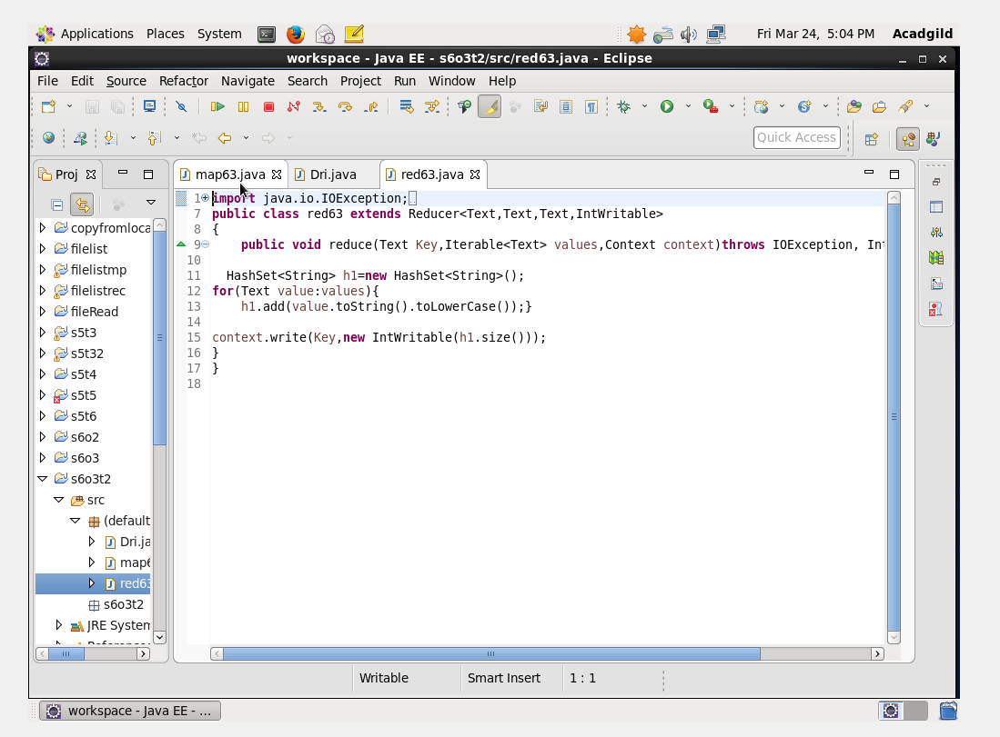 Applications Places System Fri Mar 24, 5:04 PM Acadgild
workspace - Java EE - s6o3t2/src/red63.java - Eclipse
File Edit Source Refactor Navigate Search Project Run Window Help
Quick Access
Proj
map63.java Dri.java red63.java
copyfromloca
filelist
filelistmp
filelistrec
fileRead
s5t3
s5t32
s5t4
s5t5
s5t6
s6o2
s6o3
s6o3t2
src
(default
Dri.ja
map6
red63
s6o3t2
JRE System
1 import java.io.IOException;
7 public class red63 extends Reducer<Text,Text,Text,IntWritable>
8 {
9 public void reduce(Text Key,Iterable<Text> values,Context context)throws IOException, Int
10
11 HashSet<String> h1=new HashSet<String>();
12 for(Text value:values){
13 h1.add(value.toString().toLowerCase());}
14
15 context.write(Key,new IntWritable(h1.size()));
16 }
17 }
18
Writable Smart Insert 1 : 1
workspace - Java EE - ...